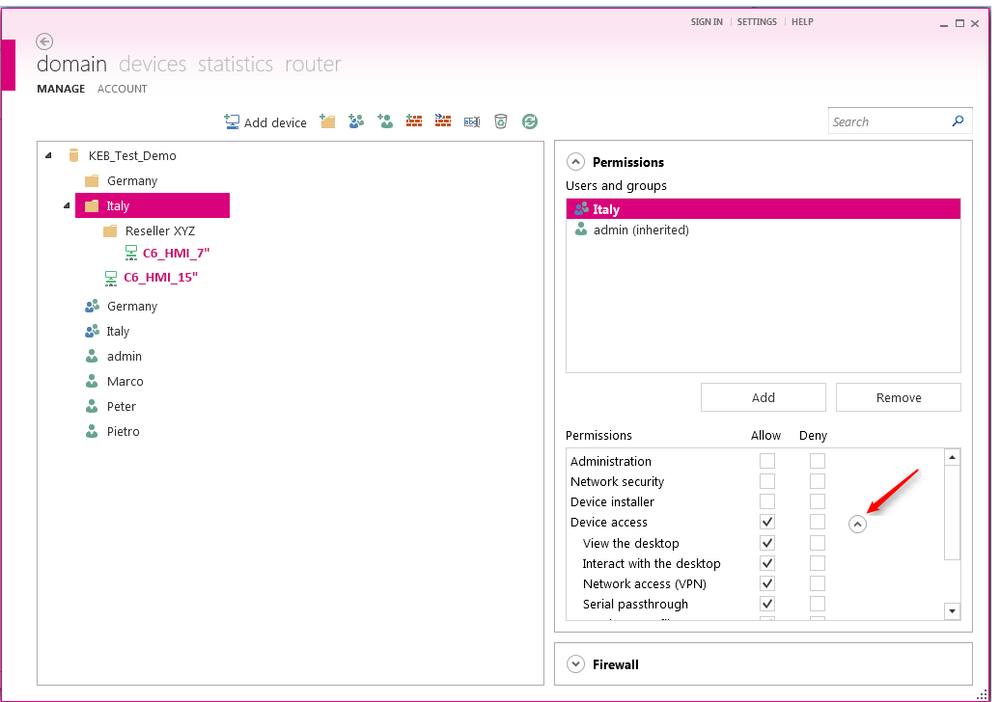 SIGN IN SETTINGS HELP
domain devices statistics router
MANAGE ACCOUNT
Add device
Search
KEB_Test_Demo
Germany
Italy
Reseller XYZ
C6_HMI_7"
C6_HMI_15"
Germany
Italy
admin
Marco
Peter
Pietro
Permissions
Users and groups
Italy
admin (inherited)
Add Remove
Permissions Allow Deny
Administration
Network security
Device installer
Device access
View the desktop
Interact with the desktop
Network access (VPN)
Serial passthrough
Firewall